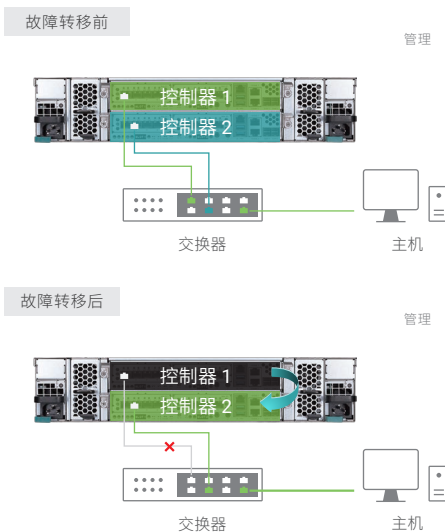 故障转移前
管理
控制器 1
控制器 2
交换器
主机
故障转移后
管理
控制器 1
控制器 2
交换器
主机